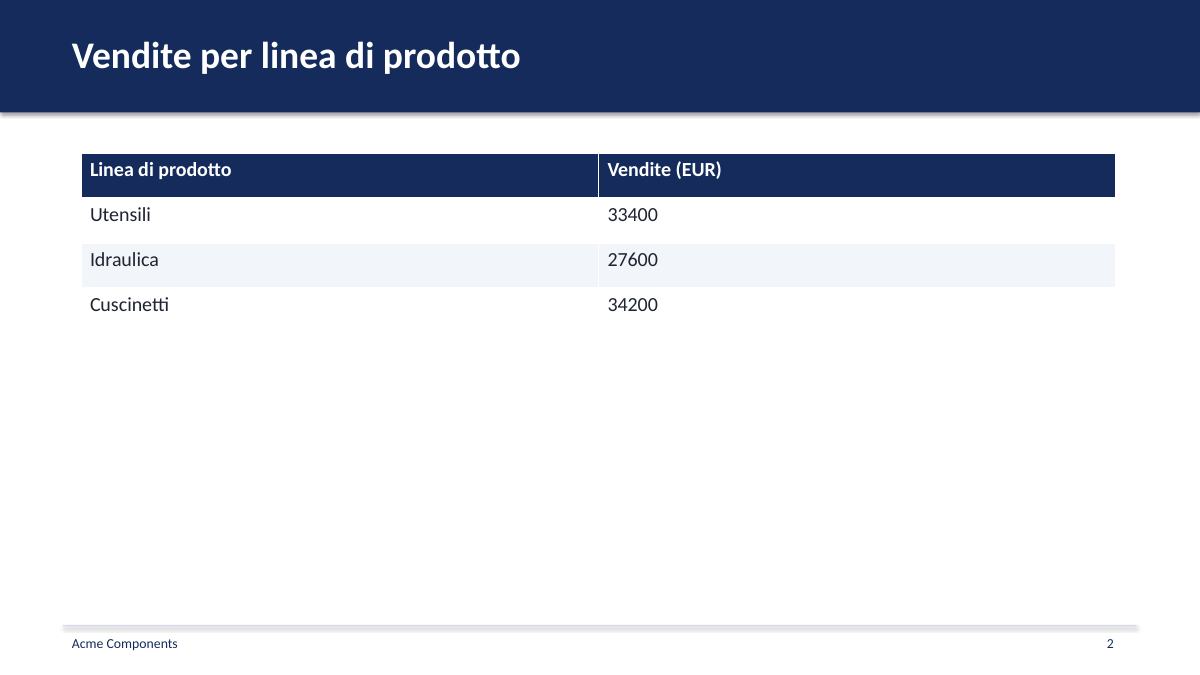 Vendite per linea di prodotto
Linea di prodotto Vendite (EUR)
Utensili 33400
Idraulica 27600
Cuscinetti 34200
Acme Components 2